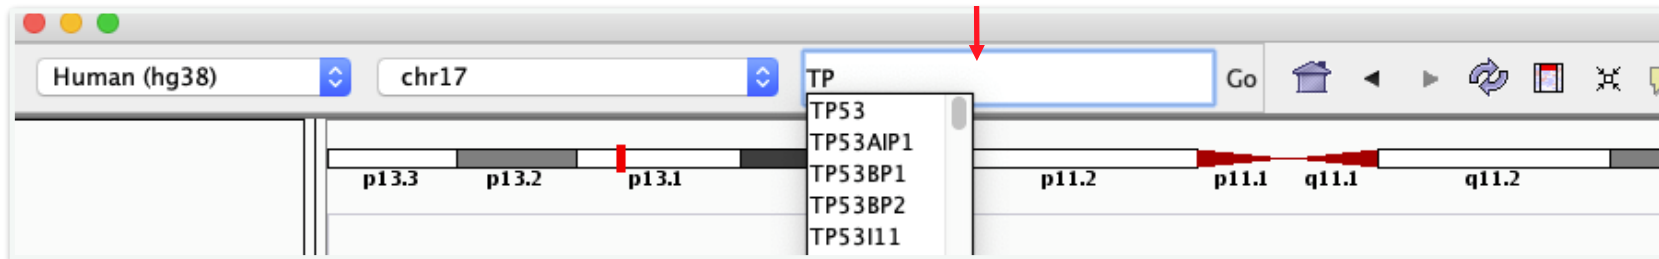 Human (hg38) chr17 TP Go
TP53
TP53AIP1
TP53BP1
TP53BP2
TP53I11
p13.3 p13.2 p13.1 p11.2 p11.1 q11.1 q11.2